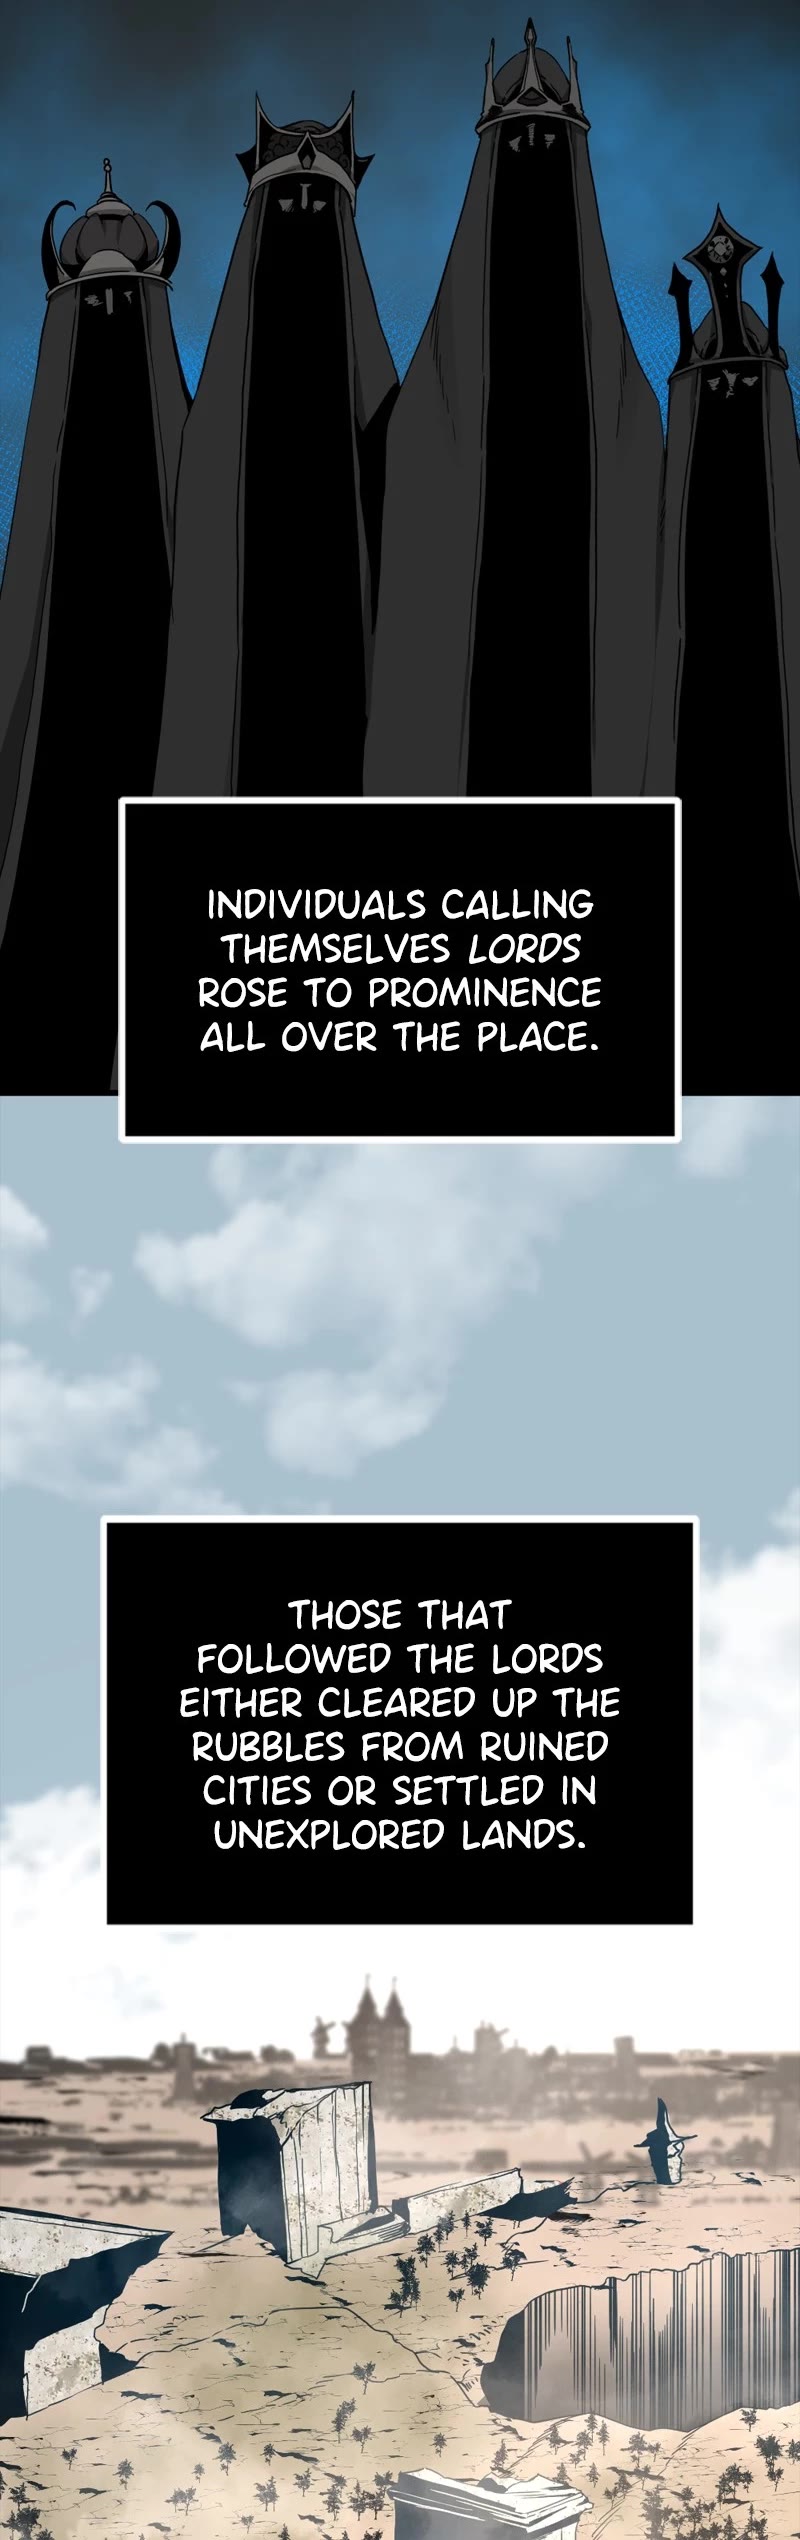 INDIVIDUALS CALLING
THEMSELVES LORDS
ROSE TO PROMINENCE
ALL OVER THE PLACE.
THOSE THAT
FOLLOWED THE LORDS
EITHER CLEARED UP THE
RUBBLES FROM RUINED
CITIES OR SETTLED IN
UNEXPLORED LANDS.